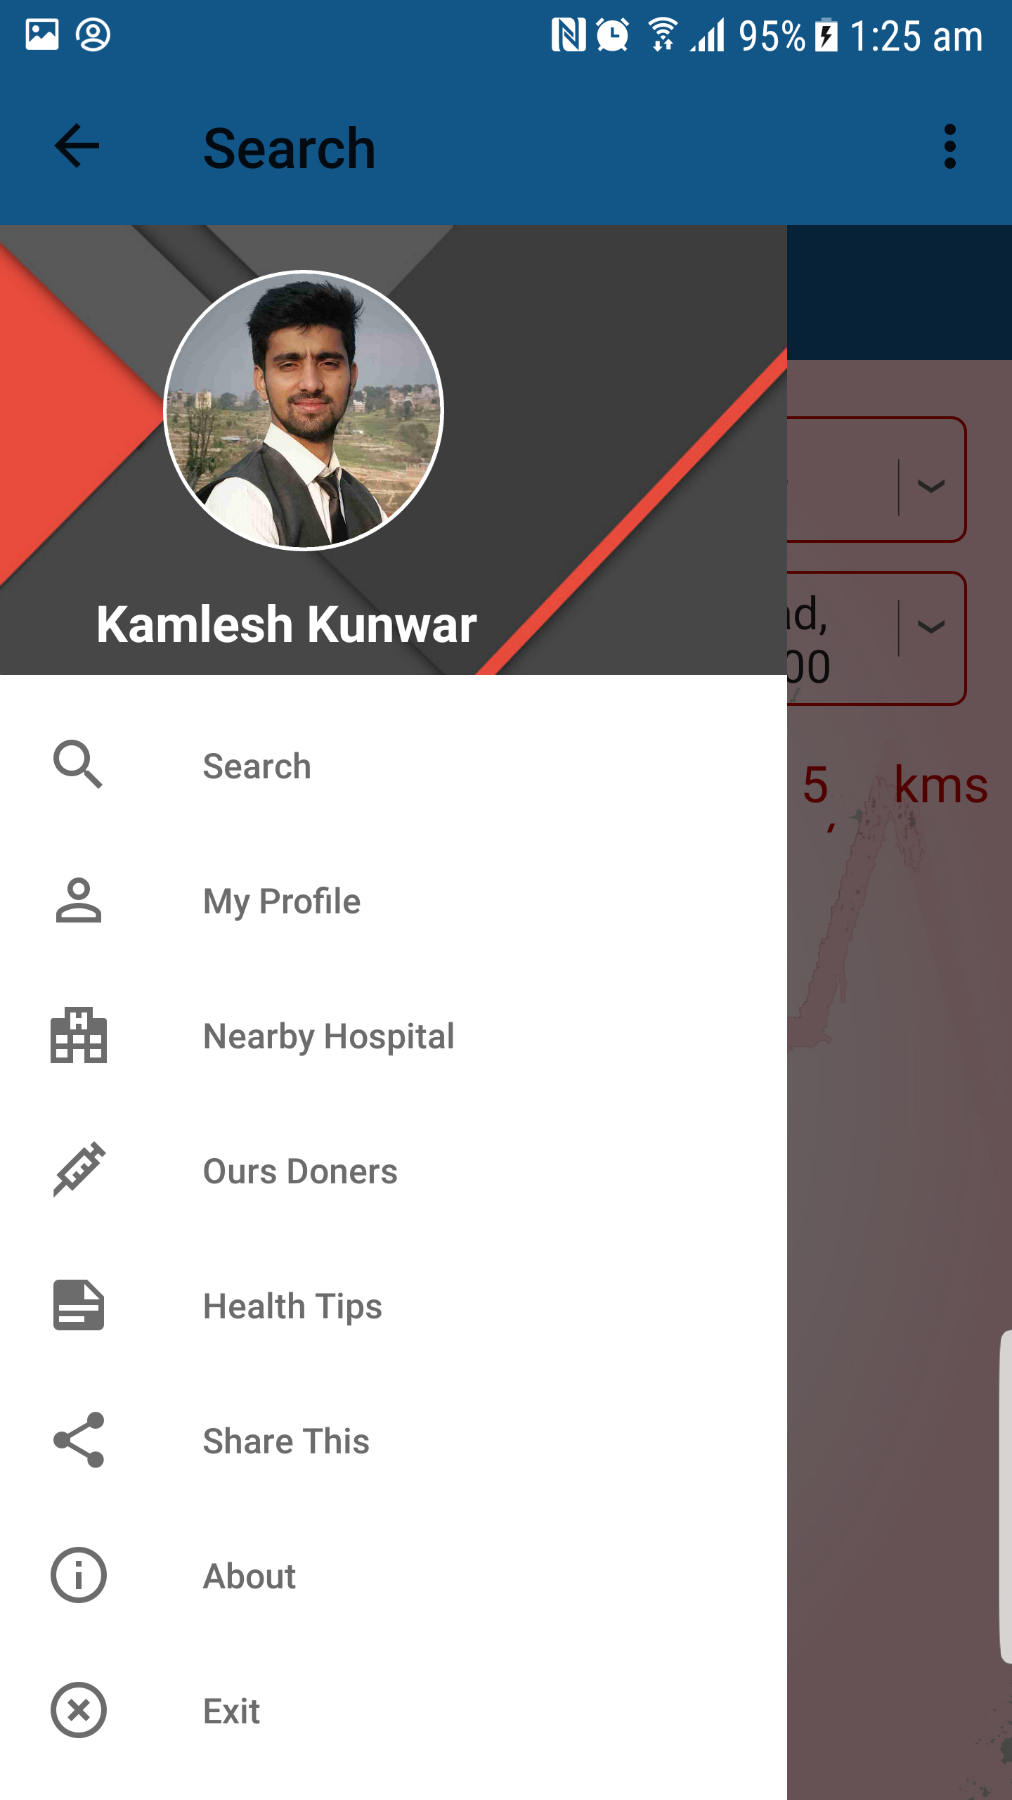 95% 1:25 am
Search
Kamlesh Kunwar
Search
My Profile
Nearby Hospital
Ours Doners
Health Tips
Share This
About
Exit
00
5 kms